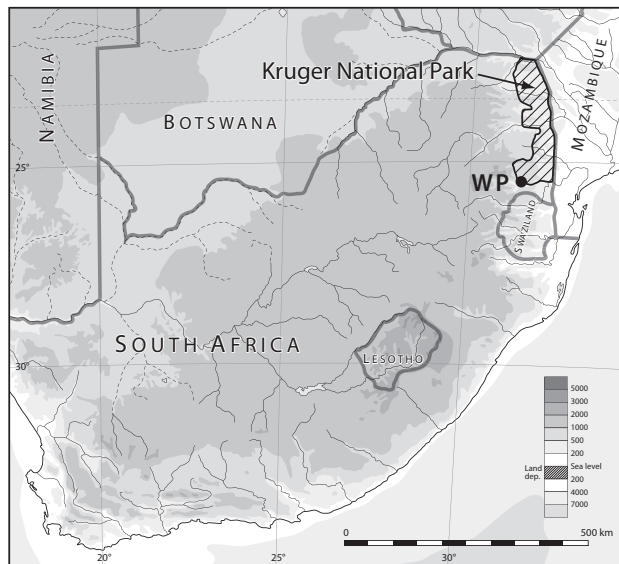 Kruger National Park
NAMIBIA
BOTSWANA
MOZAMBIQUE
25°
WP
SWAZILAND
SOUTH AFRICA
LESOTHO
30°
5000
3000
2000
1000
500
200
Land dep.
Sea level
200
4000
7000
0
500 km
20°
25°
30°